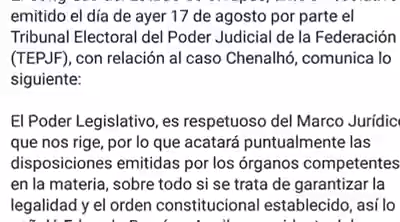 emitido el día de ayer 17 de agosto por parte el
Tribunal Electoral del Poder Judicial de la Federación
(TEPJF), con relación al caso Chenalhó, comunica lo
siguiente:
El Poder Legislativo, es respetuoso del Marco Jurídico
que nos rige, por lo que acatará puntualmente las
disposiciones emitidas por los órganos competentes
en la materia, sobre todo si se trata de garantizar la
legalidad y el orden constitucional establecido, así lo